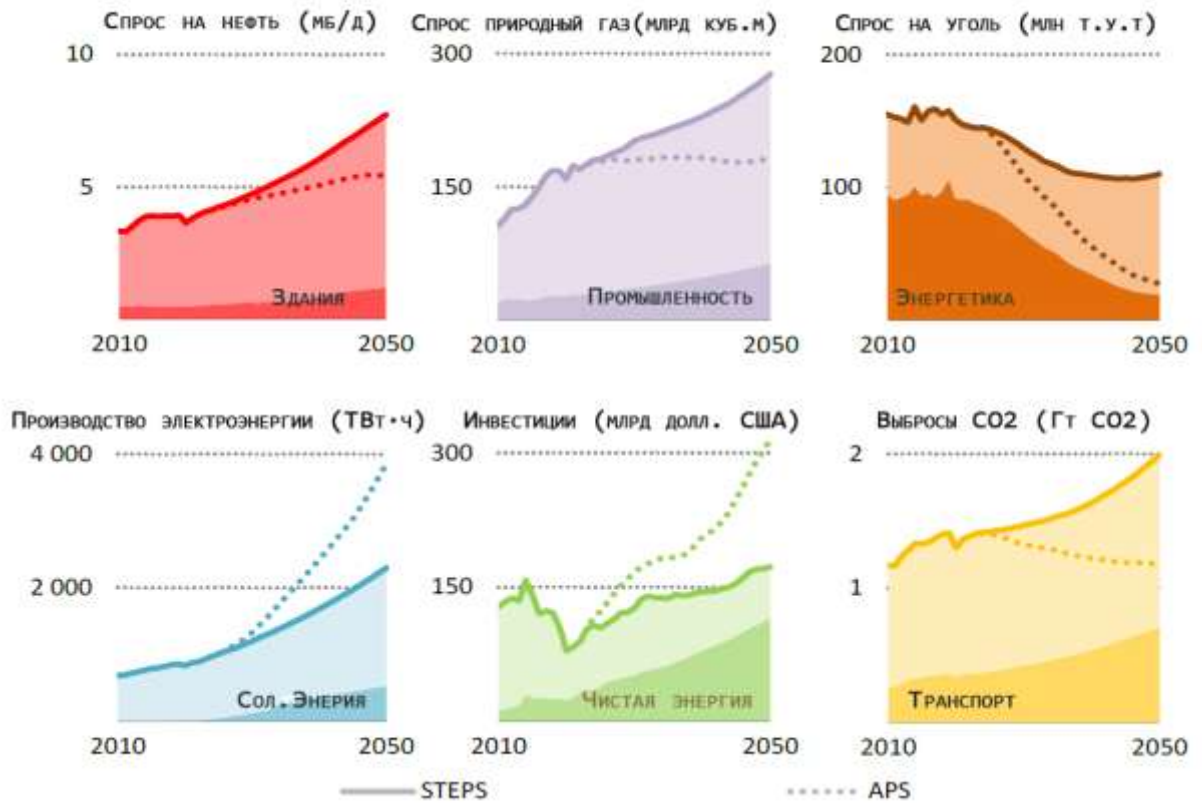 Спрос на нефть (мб/д)
10
5
Здания
2010 2050
Спрос природный газ(млрд куб.м)
300
150
Промышленность
2010 2050
Спрос на уголь (млн т.у.т)
200
100
Энергетика
2010 2050
Производство электроэнергии (ТВт·ч)
4 000
2 000
Сол.Энерия
2010 2050
Инвестиции (млрд долл. США)
300
150
Чистая энергия
2010 2050
Выбросы CO2 (Гт CO2)
2
1
Транспорт
2010 2050
STEPS APS